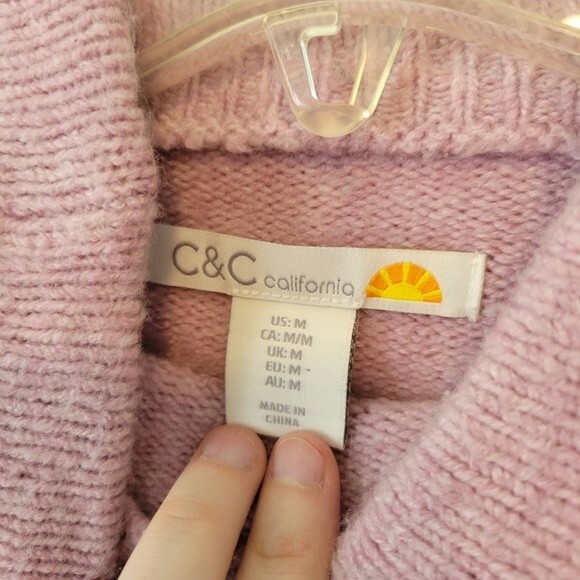 C&C california
US: M
CA: M/M
UK: M
EU: M
AU: M
MADE IN
CHINA